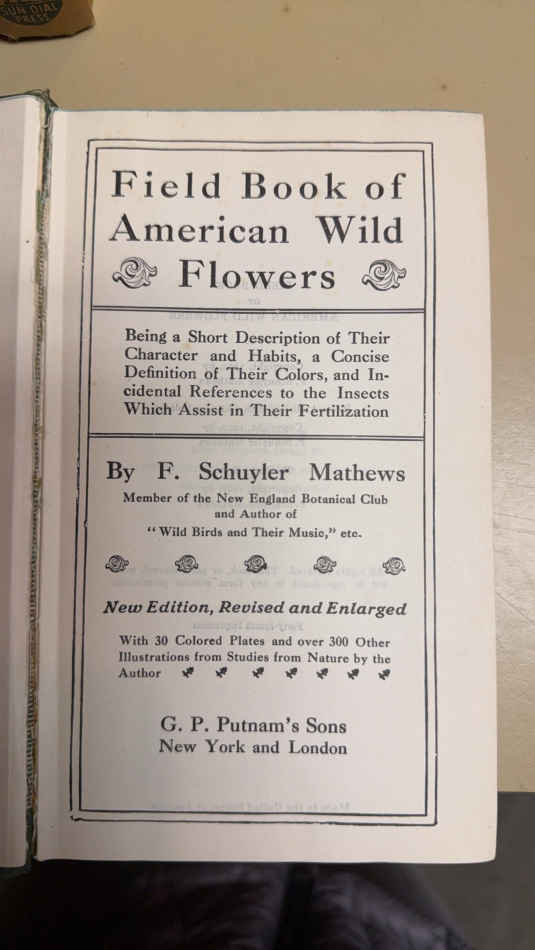 SUN DIAL
PRESS
Field Book of
American Wild
Flowers
Being a Short Description of Their
Character and Habits, a Concise
Definition of Their Colors, and In-
cidental References to the Insects
Which Assist in Their Fertilization
By F. Schuyler Mathews
Member of the New England Botanical Club
and Author of
“Wild Birds and Their Music,” etc.
New Edition, Revised and Enlarged
With 30 Colored Plates and over 300 Other
Illustrations from Studies from Nature by the
Author
G. P. Putnam's Sons
New York and London